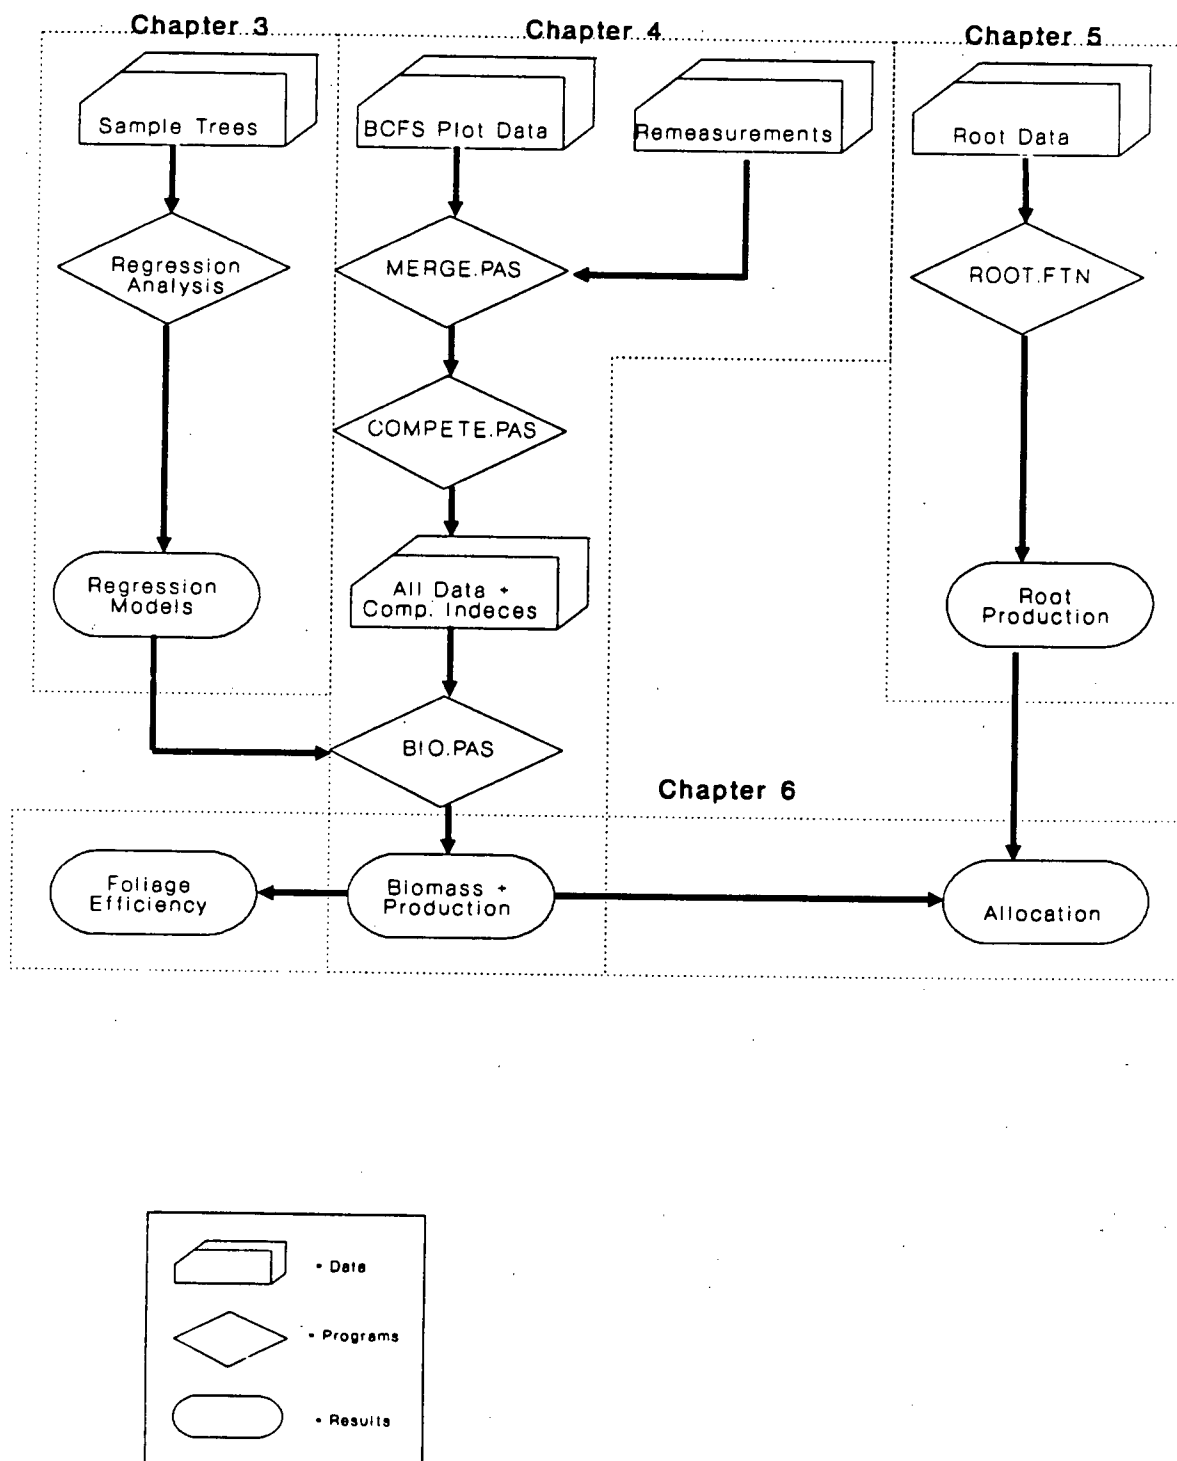 Chapter 3
Chapter 4
Chapter 5
Sample Trees
BCFS Plot Data
Remeasurements
Root Data
Regression
Analysis
MERGE.PAS
ROOT.FTN
COMPETE.PAS
Regression
Models
All Data +
Comp. Indeces
Root
Production
BIO.PAS
Chapter 6
Foliage
Efficiency
Biomass +
Production
Allocation
= Data
= Programs
= Results